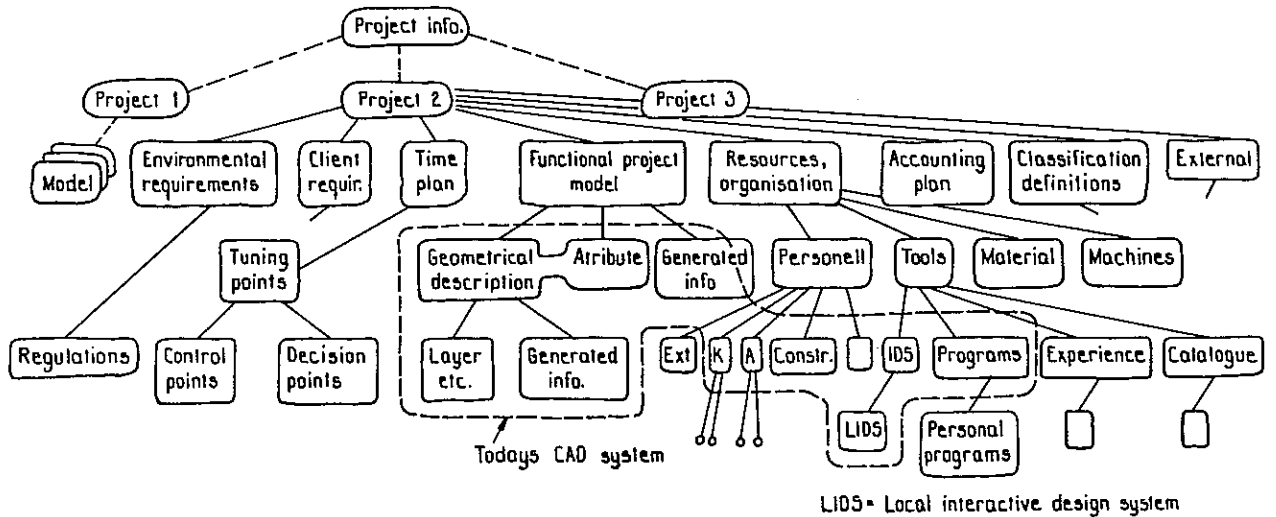 Project info.
Project 1
Project 2
Project 3
Model
Environmental
requirements
Client
requir.
Time
plan
Functional project
model
Resources,
organisation
Accounting
plan
Classification
definitions
External
Tuning
points
Geometrical
description
Atribute
Generated
info
Personell
Tools
Material
Machines
Regulations
Control
points
Decision
points
Layer
etc.
Generated
info.
Ext
K
A
Constr.
IDS
Programs
Experience
Catalogue
LIDS
Personal
programs
Todays CAD system
LIDS= Local interactive design system